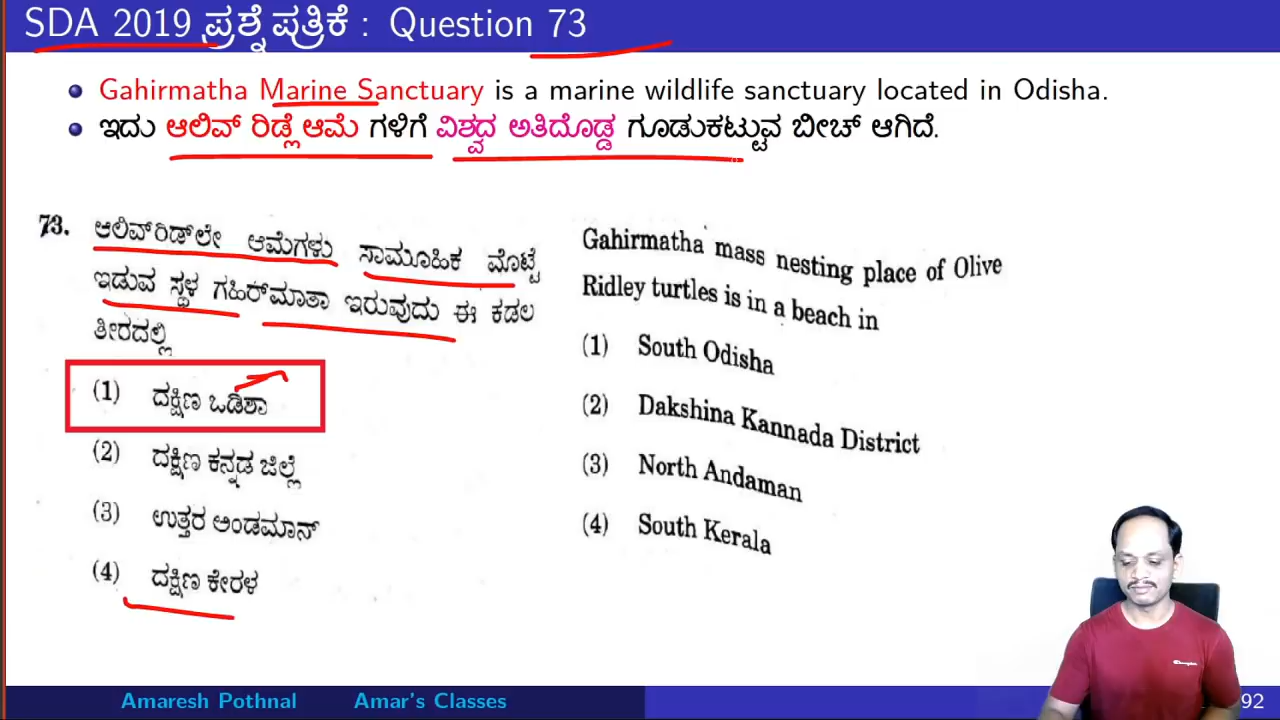 SDA 2019 ಪ್ರಶ್ನೆ ಪತ್ರಿಕೆ : Question 73
Gahirmatha Marine Sanctuary is a marine wildlife sanctuary located in Odisha.
ಇದು ಆಲಿವ್ ರಿಡ್ಲೆ ಆಮೆ ಗಳಿಗೆ ವಿಶ್ವದ ಅತಿದೊಡ್ಡ ಗೂಡುಕಟ್ಟುವ ಬೀಚ್ ಆಗಿದೆ.
73. ಆಲಿವ್‌ರಿಡ್‌ಲೇ ಆಮೆಗಳು ಸಾಮೂಹಿಕ ಮೊಟ್ಟೆ
ಇಡುವ ಸ್ಥಳ ಗಹಿರ್‌ಮಾತಾ ಇರುವುದು ಈ ಕಡಲ
ತೀರದಲ್ಲಿ
(1) ದಕ್ಷಿಣ ಒಡಿಶಾ
(2) ದಕ್ಷಿಣ ಕನ್ನಡ ಜಿಲ್ಲೆ
(3) ಉತ್ತರ ಅಂಡಮಾನ್
(4) ದಕ್ಷಿಣ ಕೇರಳ
Gahirmatha mass nesting place of Olive
Ridley turtles is in a beach in
(1) South Odisha
(2) Dakshina Kannada District
(3) North Andaman
(4) South Kerala
Champion
Amaresh Pothnal Amar's Classes 92